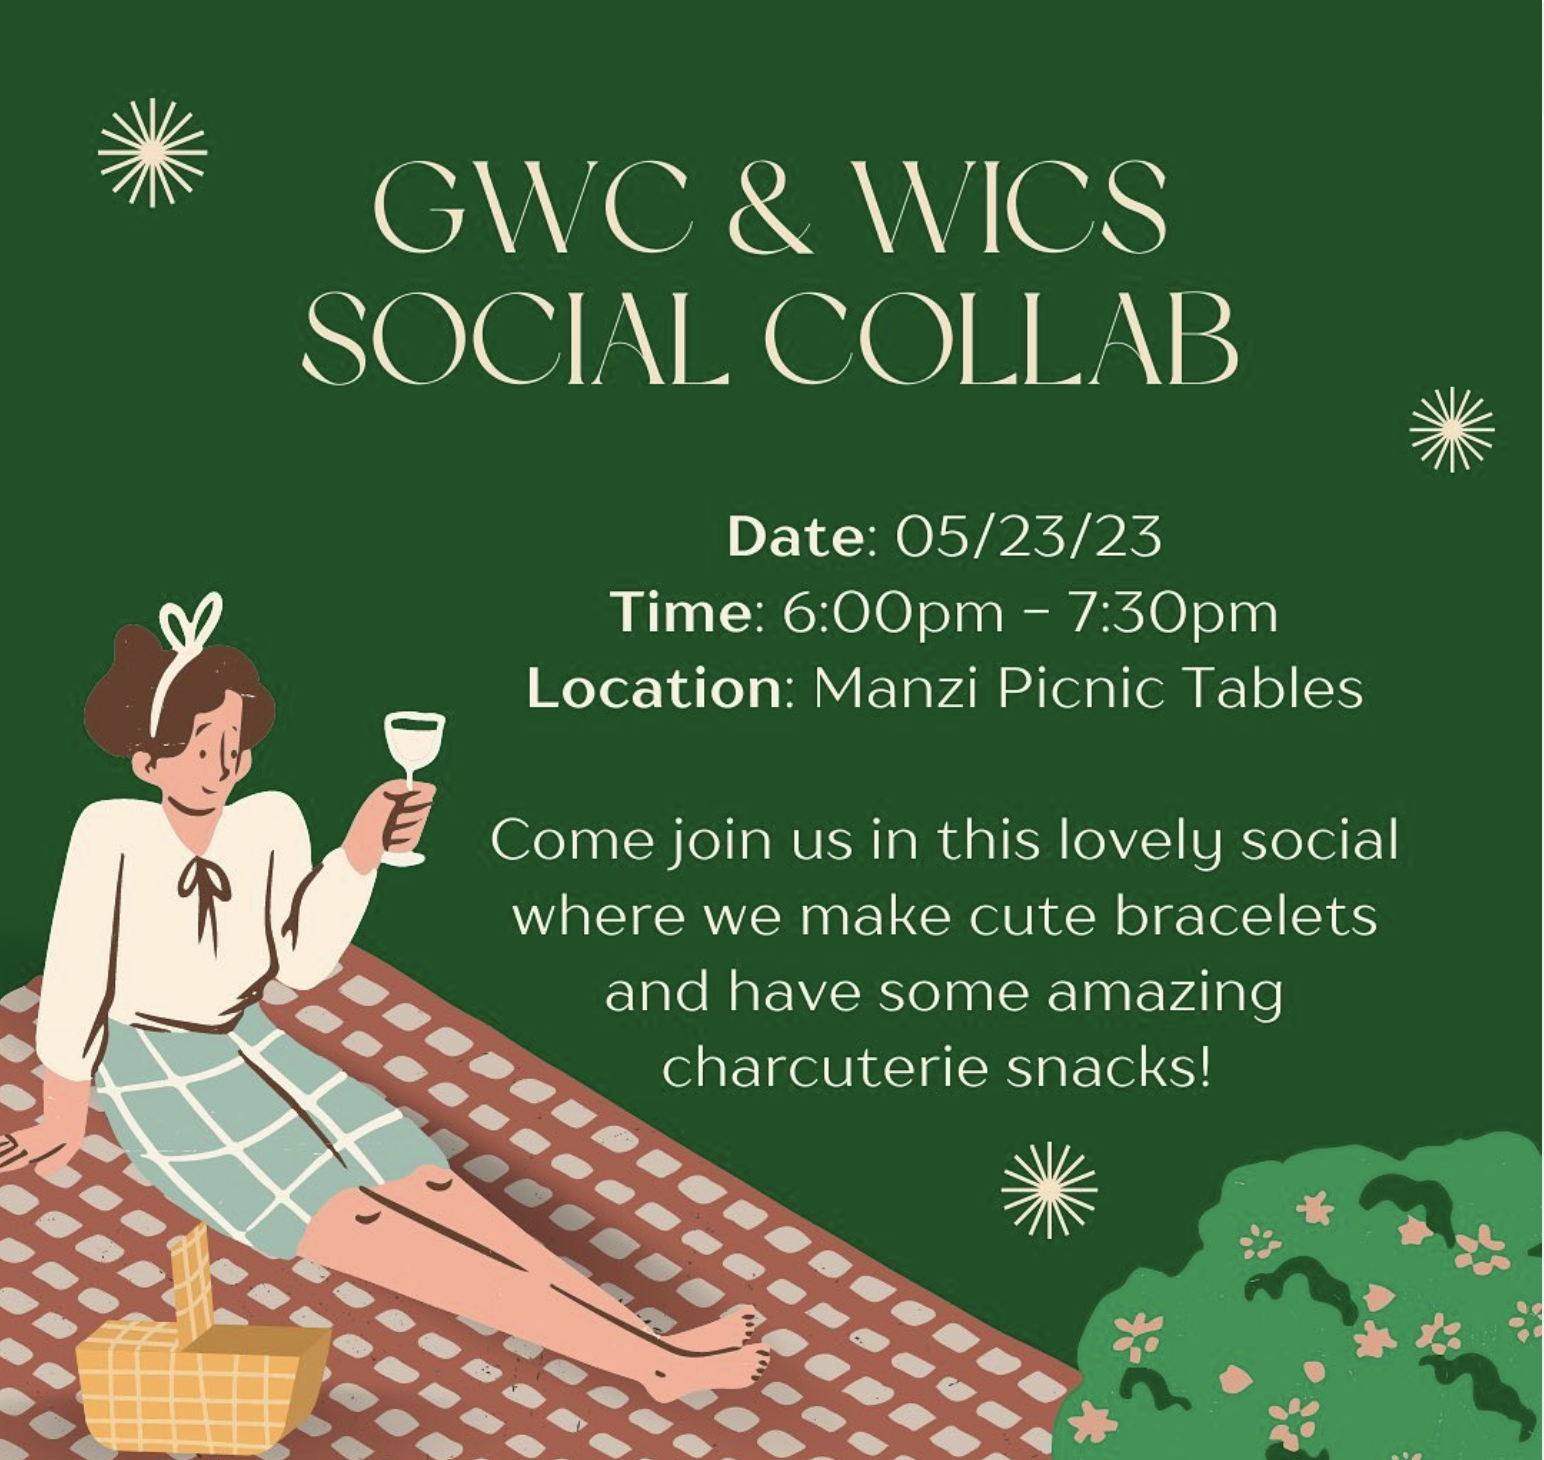 GWC & WICS
SOCIAL COLLAB
Date: 05/23/23
Time: 6:00pm - 7:30pm
Location: Manzi Picnic Tables
Come join us in this lovely social
where we make cute bracelets
and have some amazing
charcuterie snacks!